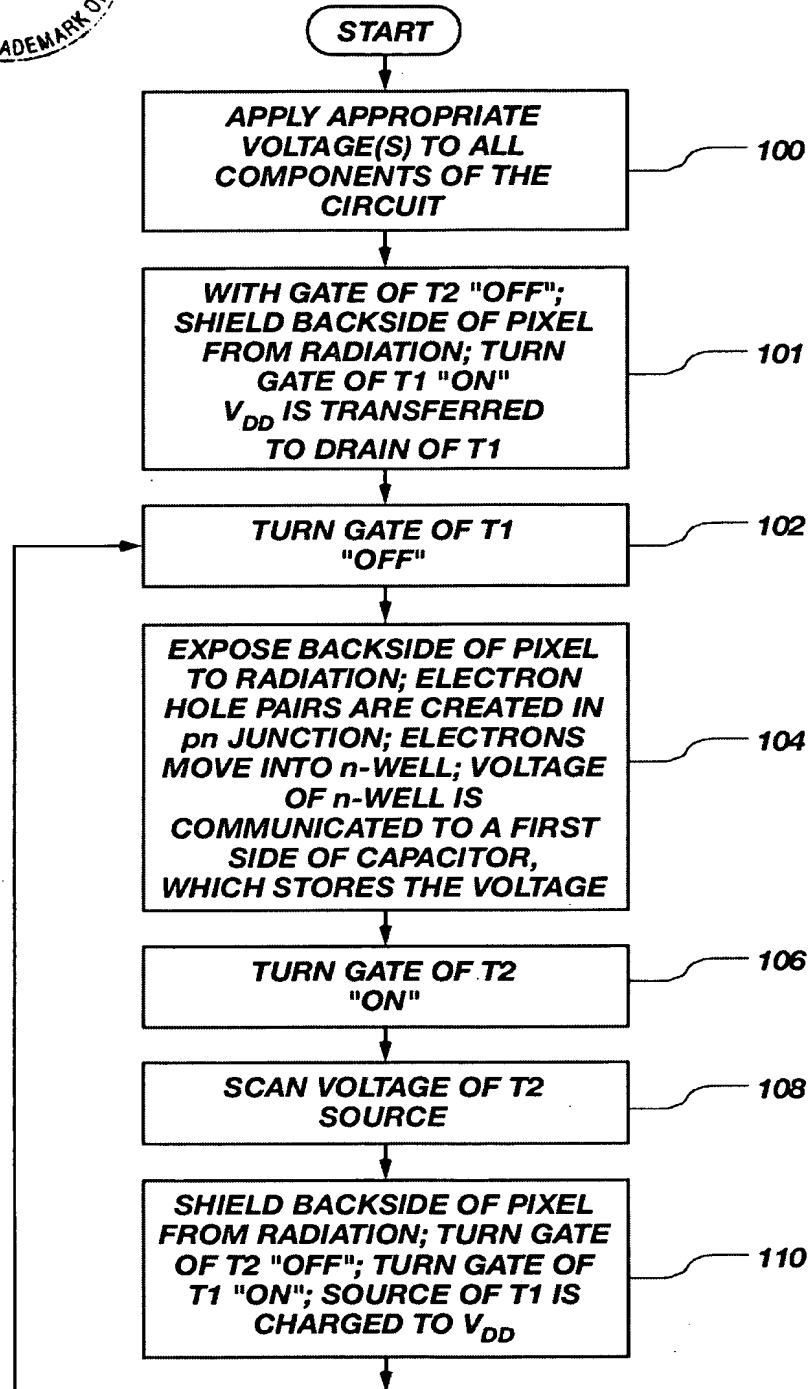 ADEMARK O
START
APPLY APPROPRIATE
VOLTAGE(S) TO ALL
COMPONENTS OF THE
CIRCUIT
100
WITH GATE OF T2 "OFF";
SHIELD BACKSIDE OF PIXEL
FROM RADIATION; TURN
GATE OF T1 "ON"
VDD IS TRANSFERRED
TO DRAIN OF T1
101
TURN GATE OF T1
"OFF"
102
EXPOSE BACKSIDE OF PIXEL
TO RADIATION; ELECTRON
HOLE PAIRS ARE CREATED IN
pn JUNCTION; ELECTRONS
MOVE INTO n-WELL; VOLTAGE
OF n-WELL IS
COMMUNICATED TO A FIRST
SIDE OF CAPACITOR,
WHICH STORES THE VOLTAGE
104
TURN GATE OF T2
"ON"
106
SCAN VOLTAGE OF T2
SOURCE
108
SHIELD BACKSIDE OF PIXEL
FROM RADIATION; TURN GATE
OF T2 "OFF"; TURN GATE OF
T1 "ON"; SOURCE OF T1 IS
CHARGED TO VDD
110